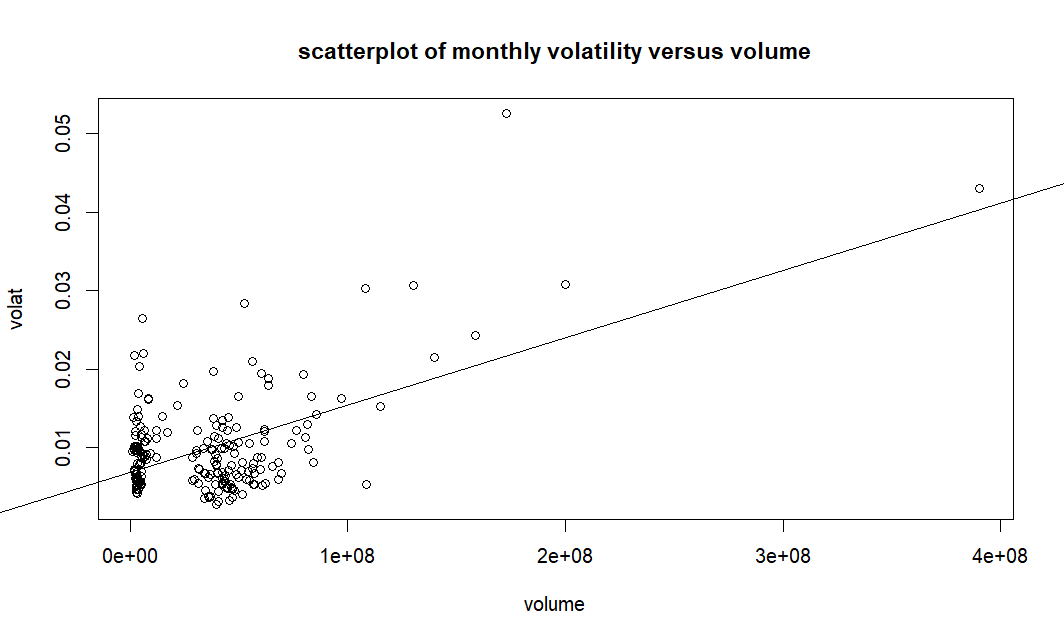 scatterplot of monthly volatility versus volume
0.05
0.04
0.03
0.02
0.01
volat
0e+00 1e+08 2e+08 3e+08 4e+08
volume